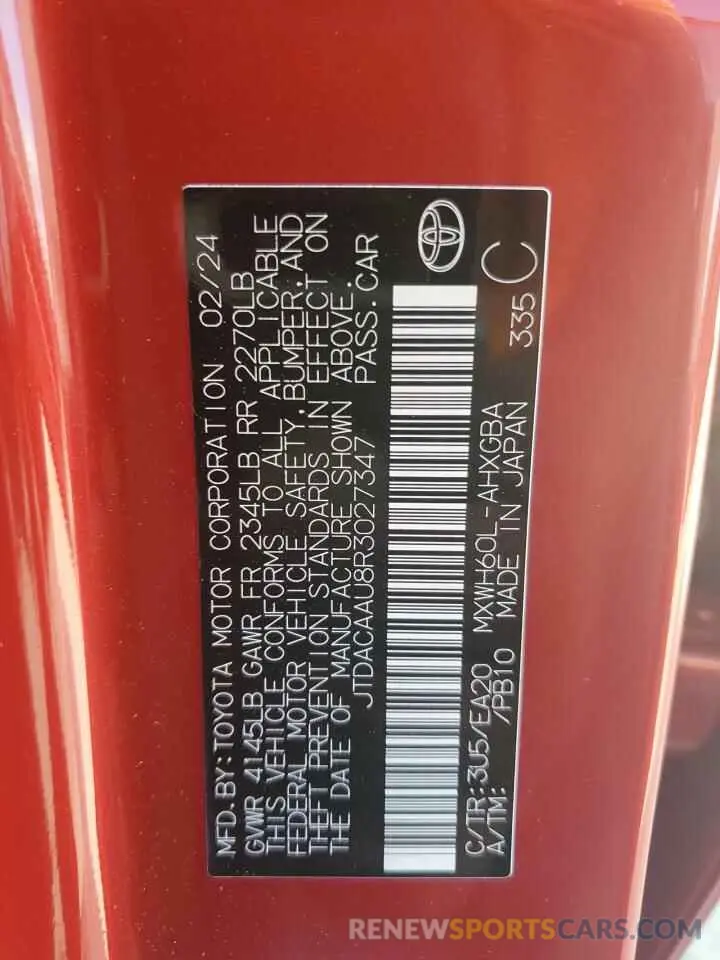 MFD.BY:TOYOTA MOTOR CORPORATION 02/24
GVWR 4145LB GAWR FR 2345LB RR 2270LB
THIS VEHICLE CONFORMS TO ALL APPLICABLE
FEDERAL MOTOR VEHICLE SAFETY,BUMPER,AND
THEFT PREVENTION STANDARDS IN EFFECT ON
THE DATE OF MANUFACTURE SHOWN ABOVE.
JTDACAAU8R3027347 PASS.CAR
C/TR:3U5/EA20 MXWH60L-AHXGBA
A/TM: /PB10 MADE IN JAPAN 335 C
RENEWSPORTSCARS.COM